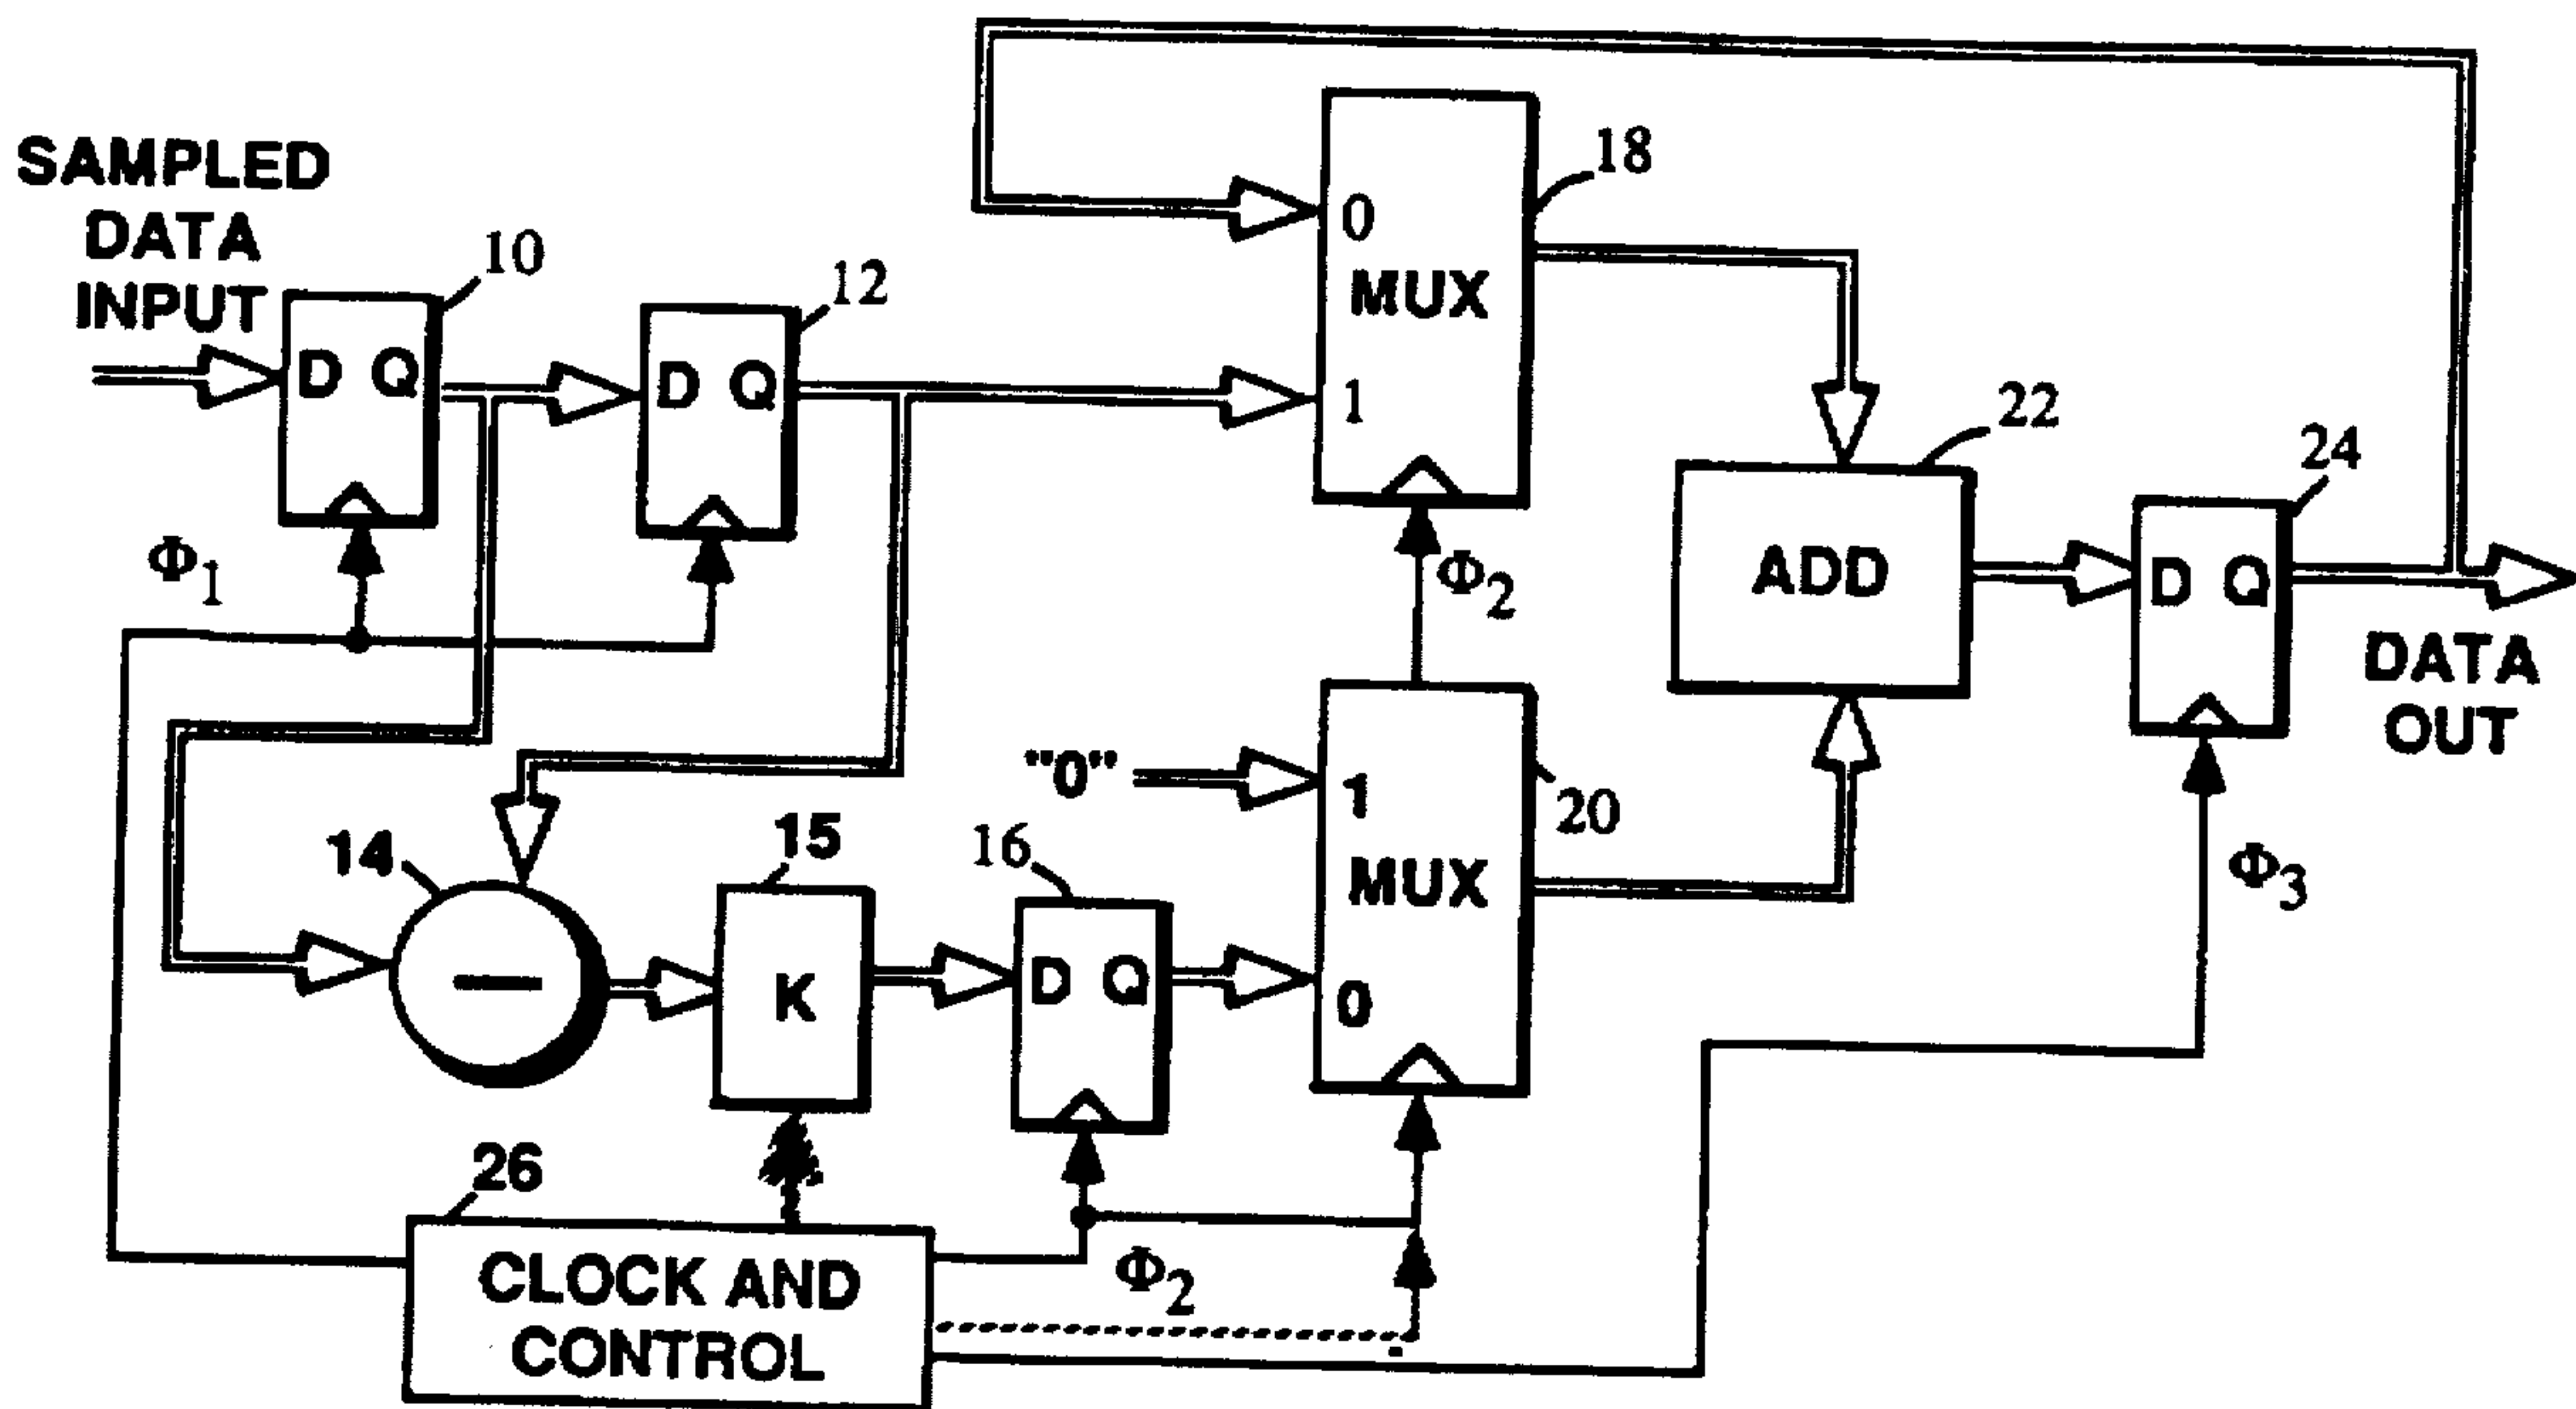 SAMPLED
DATA
INPUT
10
D Q
Φ1
12
D Q
0
MUX
1
18
Φ2
22
ADD
24
D Q
DATA
OUT
Φ3
"0"
1
MUX
0
20
14
—
15
K
16
D Q
26
CLOCK AND
CONTROL
Φ2